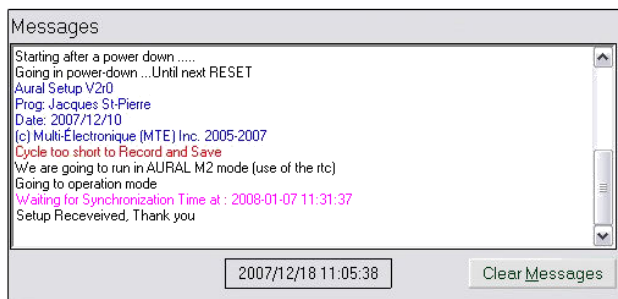 Messages
Starting after a power down .....
Going in power-down ...Until next RESET
Aural Setup V2r0
Prog: Jacques St-Pierre
Date: 2007/12/10
(c) Multi-Électronique (MTE) Inc. 2005-2007
Cycle too short to Record and Save
We are going to run in AURAL M2 mode (use of the rtc)
Going to operation mode
Waiting for Synchronization Time at : 2008-01-07 11:31:37
Setup Receveived, Thank you
2007/12/18 11:05:38
Clear Messages